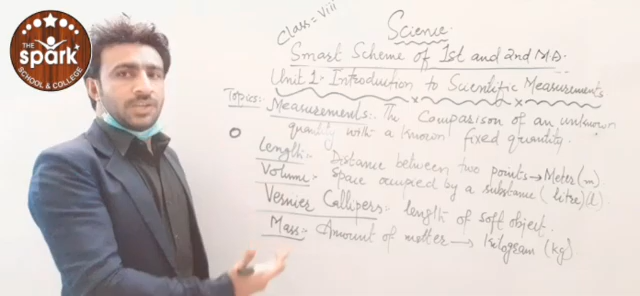 THE
spark
SCHOOL & COLLEGE
Class = Viii
Science.
Smart Scheme of 1st and 2nd M.D.
Unit 1: Introduction to Scientific Measurements
Topics:- Measurements:- The Comparison of an unknown
quantity with a known fixed quantity.
Length:- Distance between two points → Meter (m)
Volume:- Space occupied by a substance (litre) (l)
Vernier Callipers:- length of soft object.
Mass:- Amount of matter → Kilogram (kg)